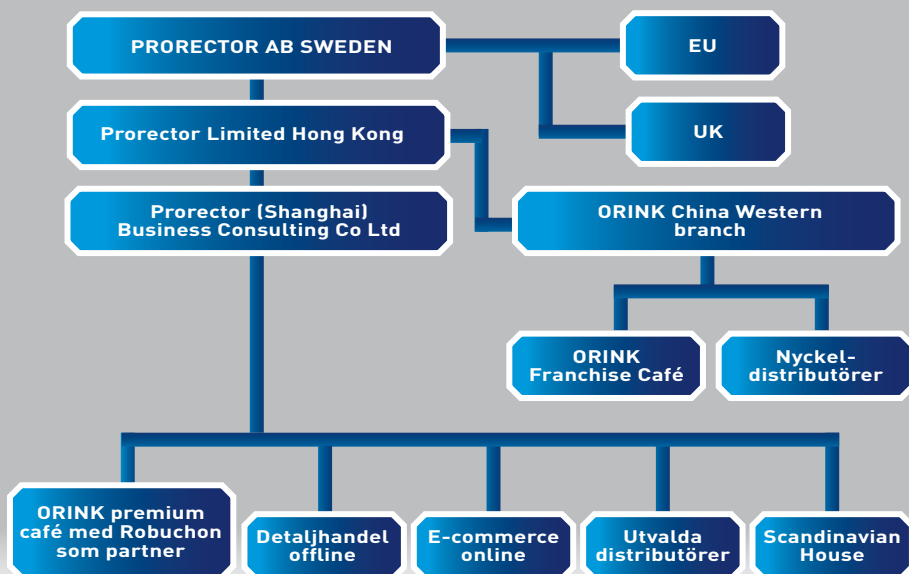 PRORECTOR AB SWEDEN
EU
Prorector Limited Hong Kong
UK
Prorector (Shanghai)
Business Consulting Co Ltd
ORINK China Western
branch
ORINK
Franchise Café
Nyckel-
distributörer
ORINK premium
café med Robuchon
som partner
Detaljhandel
offline
E-commerce
online
Utvalda
distributörer
Scandinavian
House